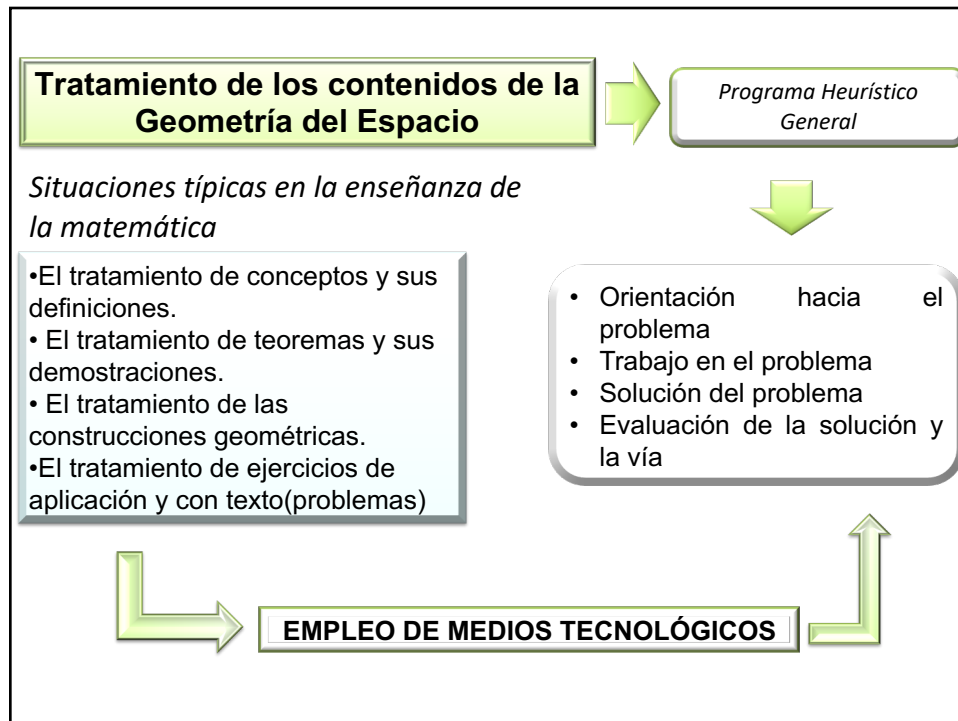 Tratamiento de los contenidos de la
Geometría del Espacio
Programa Heurístico
General
Situaciones típicas en la enseñanza de
la matemática
•El tratamiento de conceptos y sus
definiciones.
• El tratamiento de teoremas y sus
demostraciones.
• El tratamiento de las
construcciones geométricas.
•El tratamiento de ejercicios de
aplicación y con texto(problemas)
• Orientación hacia el
problema
• Trabajo en el problema
• Solución del problema
• Evaluación de la solución y
la vía
EMPLEO DE MEDIOS TECNOLÓGICOS